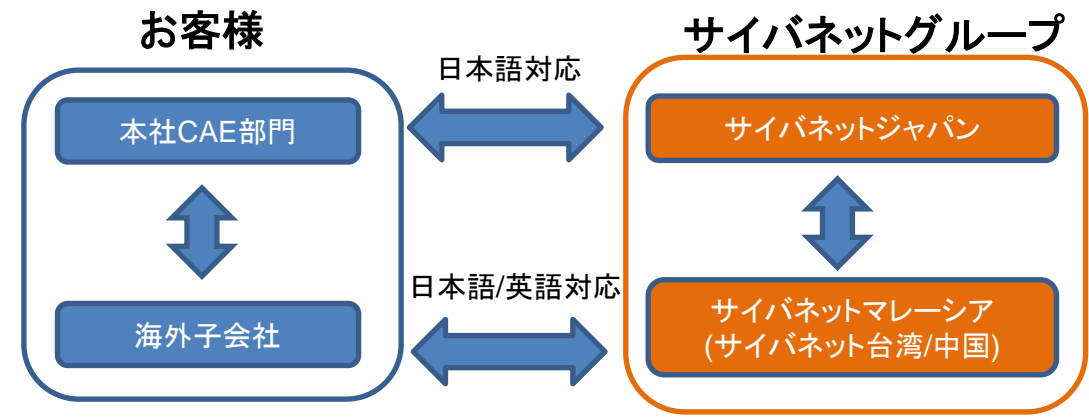 お客様
サイバネットグループ
日本語対応
本社CAE部門
サイバネットジャパン
日本語/英語対応
海外子会社
サイバネットマレーシア
(サイバネット台湾/中国)